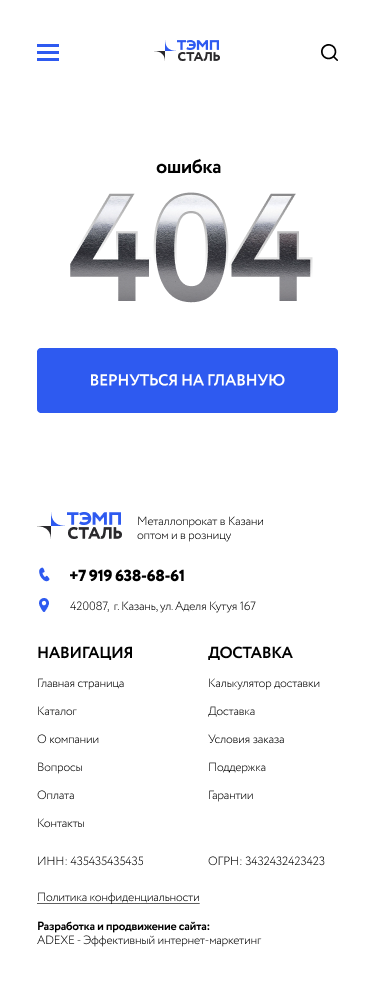 ТЭМП
СТАЛЬ
ошибка
404
ВЕРНУТЬСЯ НА ГЛАВНУЮ
ТЭМП
СТАЛЬ
Металлопрокат в Казани
оптом и в розницу
+7 919 638-68-61
420087, г. Казань, ул. Аделя Кутуя 167
НАВИГАЦИЯ
Главная страница
Каталог
О компании
Вопросы
Оплата
Контакты
ДОСТАВКА
Калькулятор доставки
Доставка
Условия заказа
Поддержка
Гарантии
ИНН: 435435435435
ОГРН: 3432432423423
Политика конфиденциальности
Разработка и продвижение сайта:
ADEXE - Эффективный интернет-маркетинг